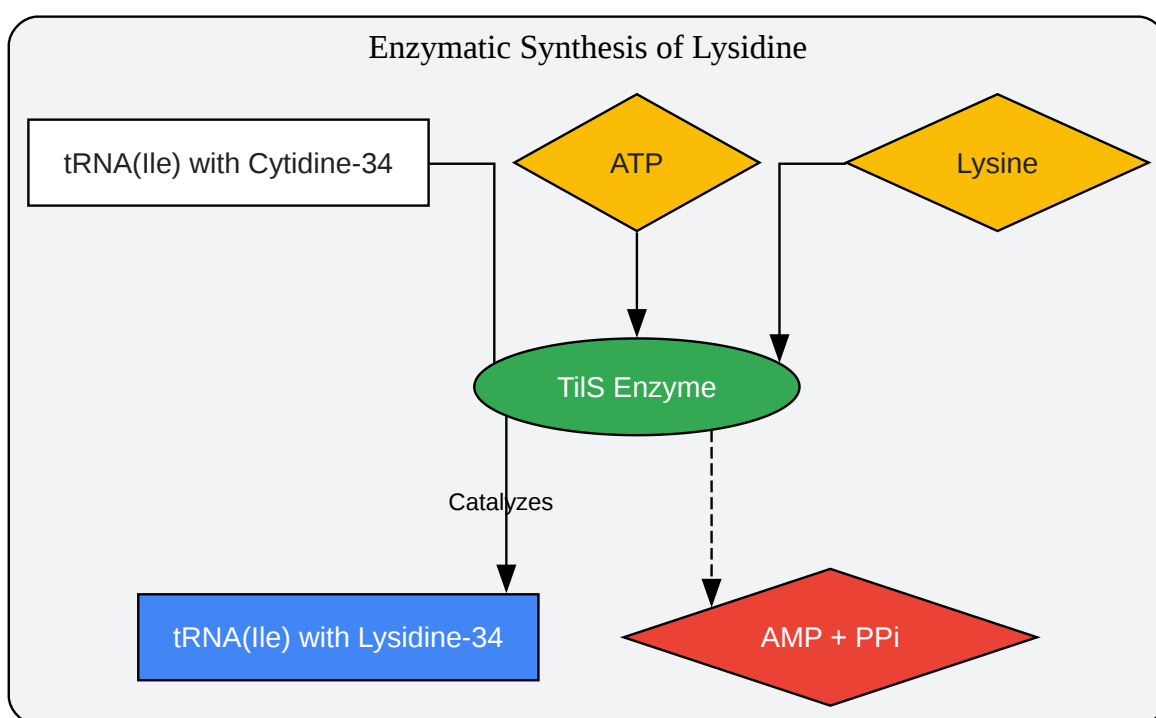 Enzymatic Synthesis of Lysidine
tRNA(Ile) with Cytidine-34
ATP
Lysine
TilS Enzyme
Catalyzes
tRNA(Ile) with Lysidine-34
AMP + PPi